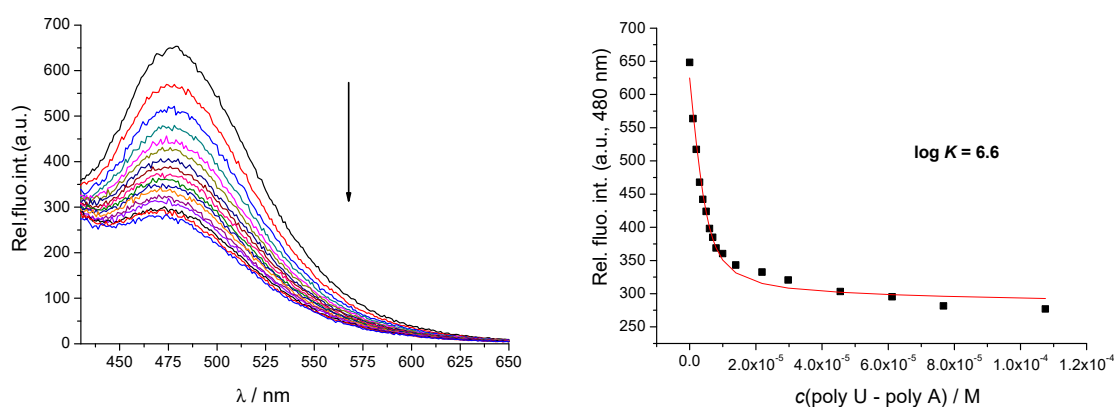 700
600
500
400
300
200
100
0
Rel.fluo.int.(a.u.)
450 475 500 525 550 575 600 625 650
λ / nm
700
650
600
550
500
450
400
350
300
250
Rel. fluo. int. (a.u., 480 nm)
log K = 6.6
0.0 2.0x10-5 4.0x10-5 6.0x10-5 8.0x10-5 1.0x10-4 1.2x10-4
c(poly U - poly A) / M